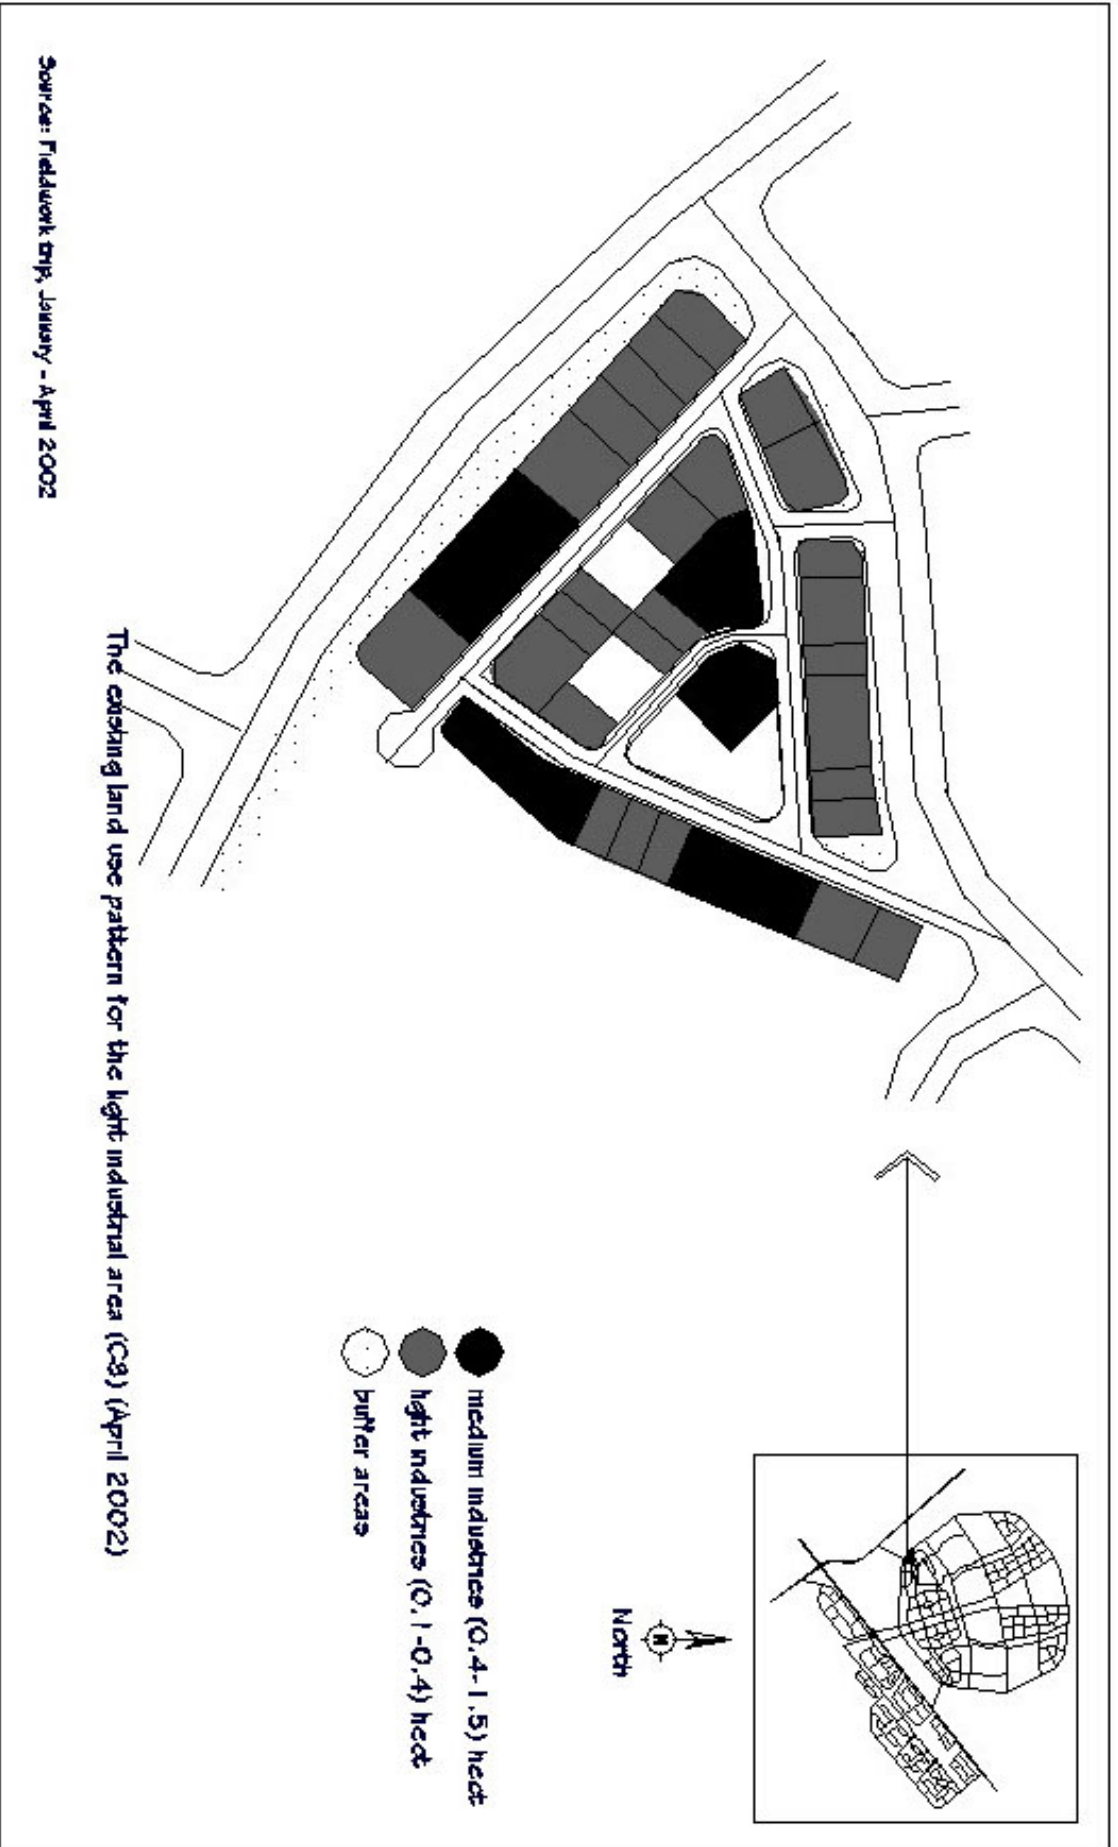 North
N
medium industries (0.4-1.5) hect
light industries (0.1-0.4) hect
buffer areas
The existing land use pattern for the light industrial area (C8) (April 2002)
Source: Fieldwork trip, January - April 2002